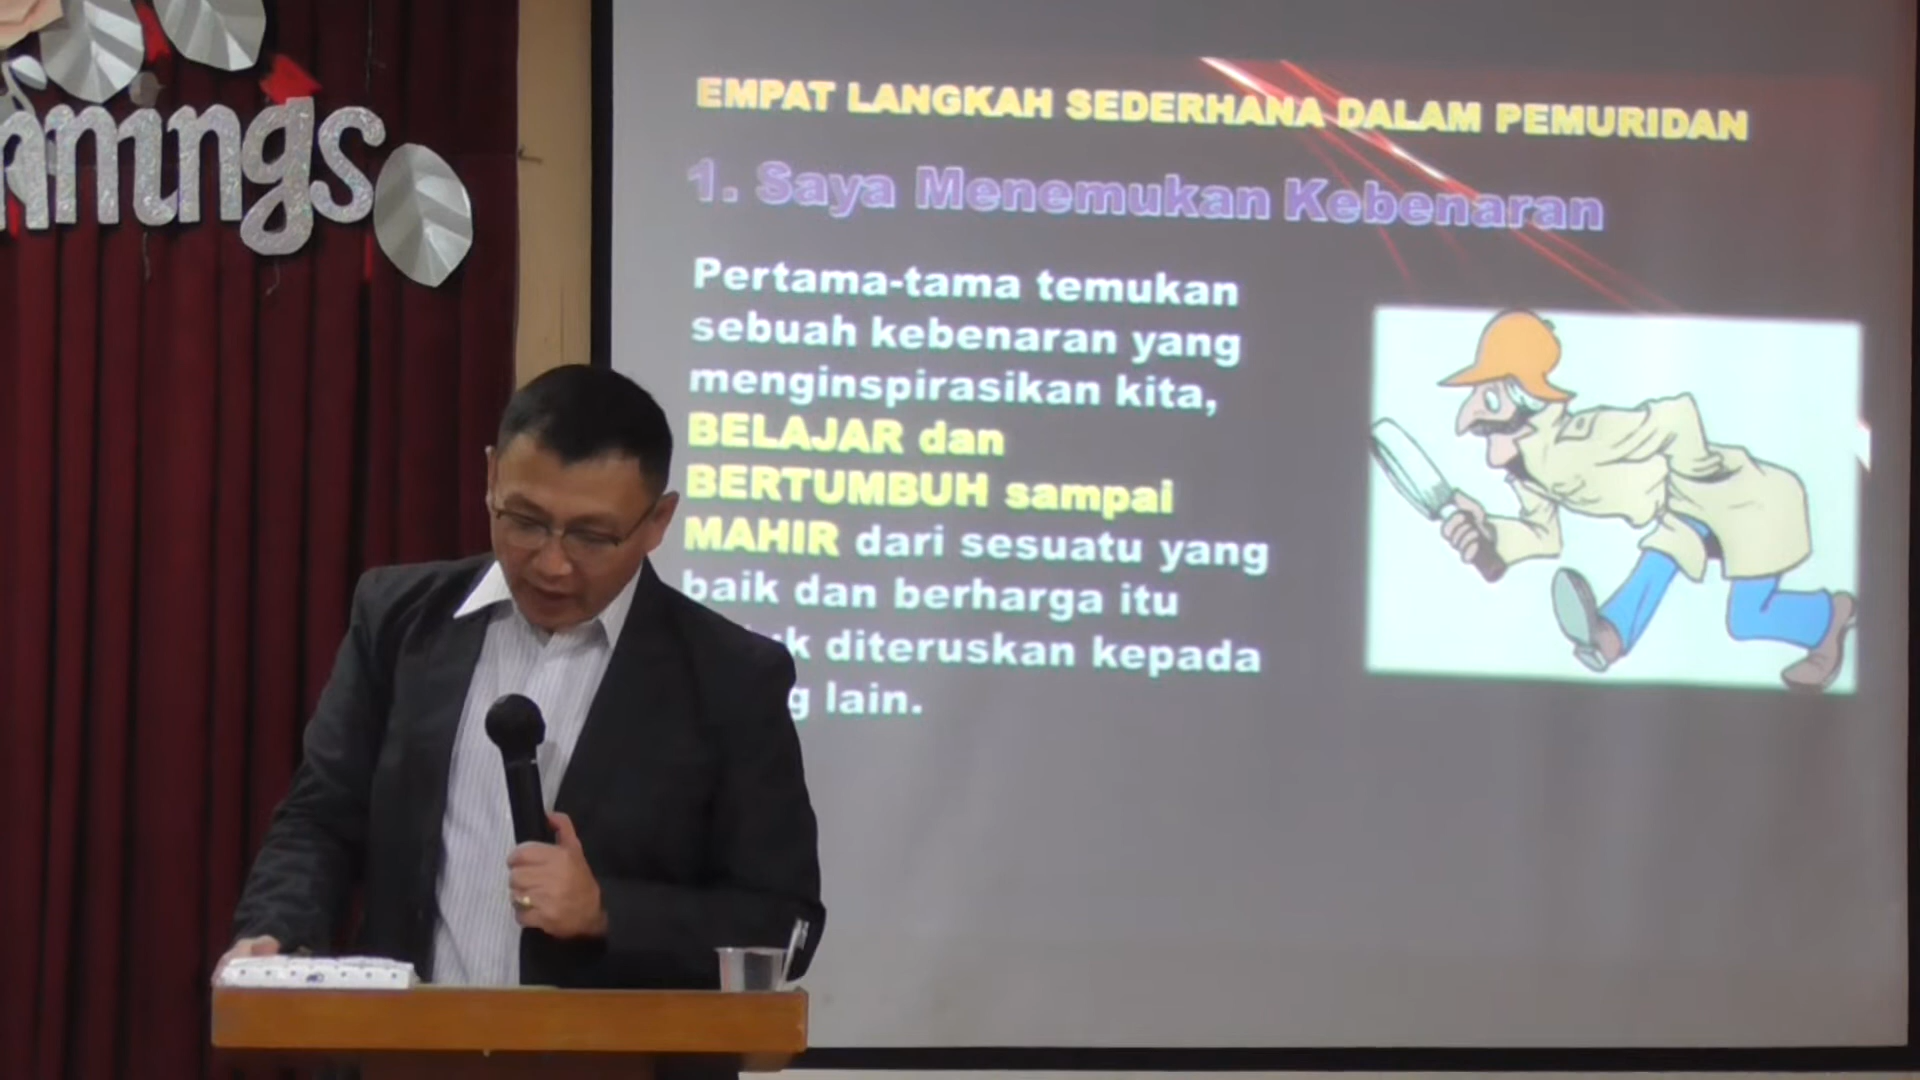 EMPAT LANGKAH SEDERHANA DALAM PEMURIDAN
1. Saya Menemukan Kebenaran
Pertama-tama temukan
sebuah kebenaran yang
menginspirasikan kita,
BELAJAR dan
BERTUMBUH sampai
MAHIR dari sesuatu yang
baik dan berharga itu
diteruskan kepada
lain.